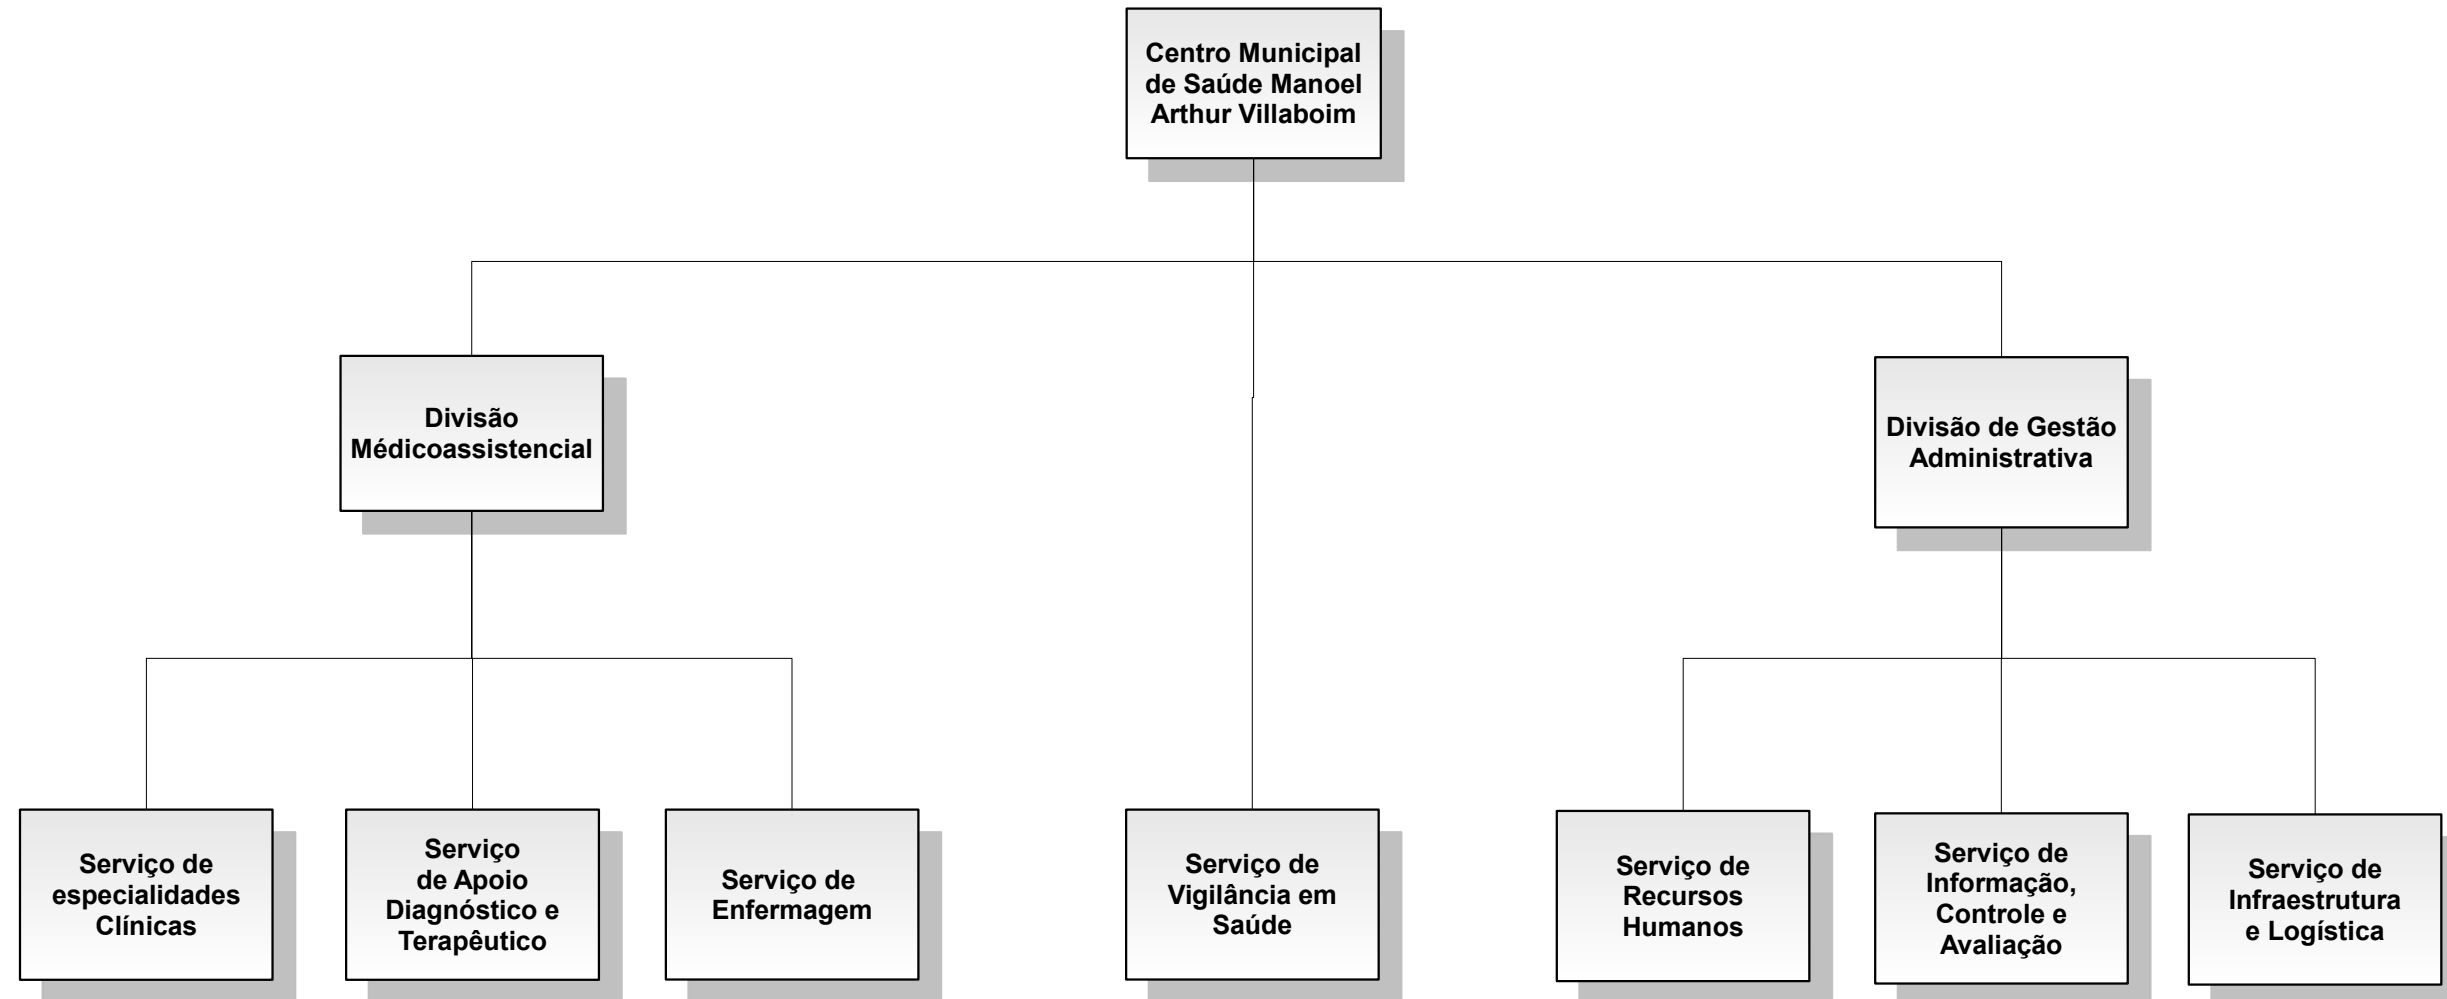 Centro Municipal
de Saúde Manoel
Arthur Villaboim
Divisão
Médicoassistencial
Divisão de Gestão
Administrativa
Serviço de
especialidades
Clínicas
Serviço
de Apoio
Diagnóstico e
Terapêutico
Serviço de
Enfermagem
Serviço de
Vigilância em
Saúde
Serviço de
Recursos
Humanos
Serviço de
Informação,
Controle e
Avaliação
Serviço de
Infraestrutura
e Logística